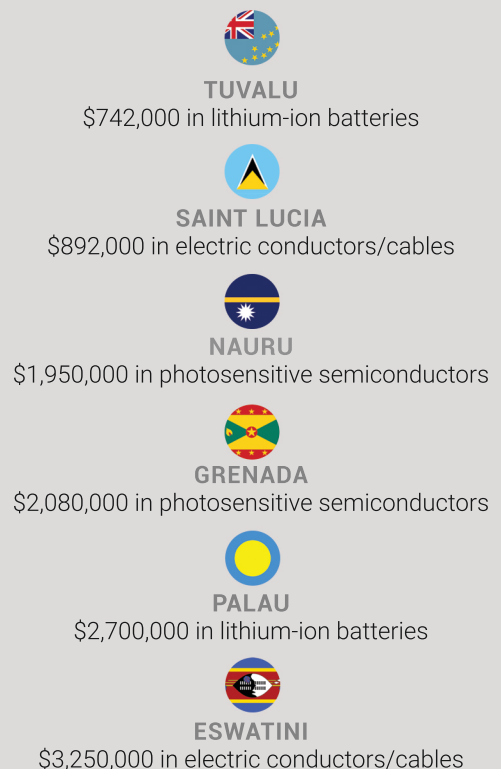 TUVALU
$742,000 in lithium-ion batteries
SAINT LUCIA
$892,000 in electric conductors/cables
NAURU
$1,950,000 in photosensitive semiconductors
GRENADA
$2,080,000 in photosensitive semiconductors
PALAU
$2,700,000 in lithium-ion batteries
ESWATINI
$3,250,000 in electric conductors/cables